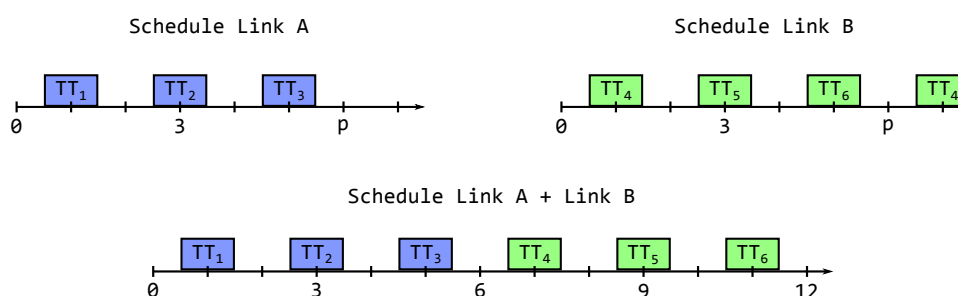 Schedule Link A
TT₁ TT₂ TT₃
0 3 p
Schedule Link B
TT₄ TT₅ TT₆ TT₄
0 3 p
Schedule Link A + Link B
TT₁ TT₂ TT₃ TT₄ TT₅ TT₆
0 3 6 9 12